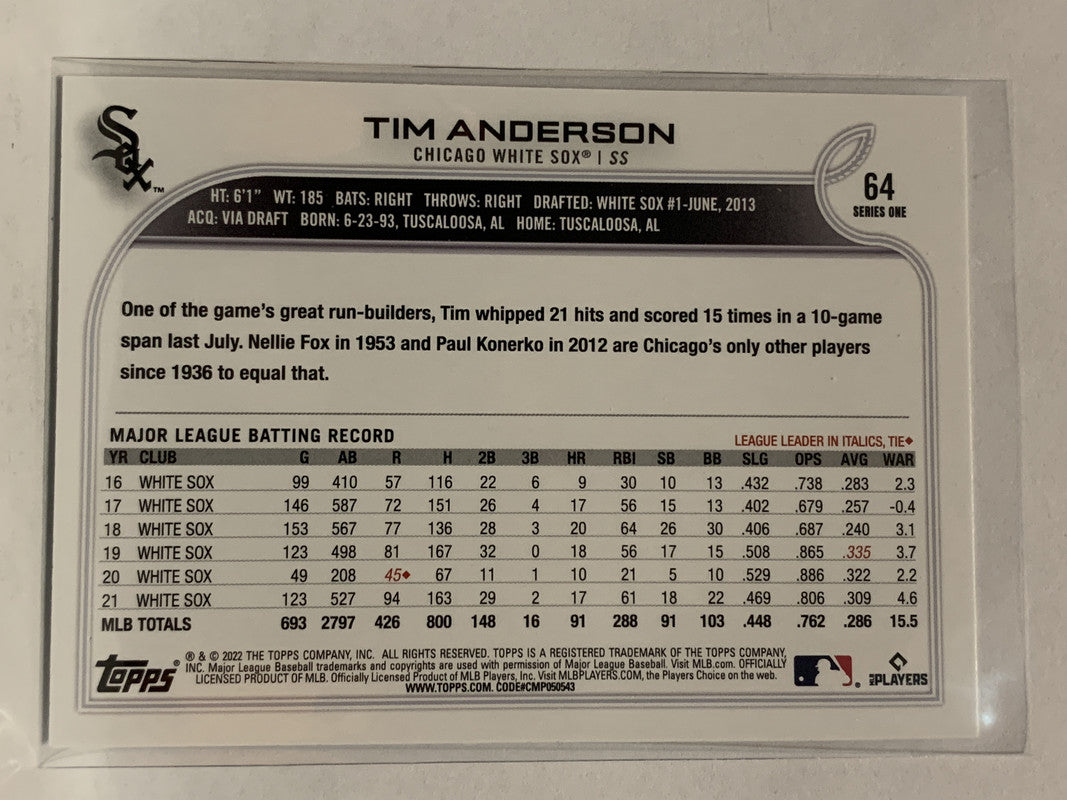 Sox™
TIM ANDERSON
CHICAGO WHITE SOX® | SS
64
SERIES ONE
HT: 6'1" WT: 185 BATS: RIGHT THROWS: RIGHT DRAFTED: WHITE SOX #1-JUNE, 2013
ACQ: VIA DRAFT BORN: 6-23-93, TUSCALOOSA, AL HOME: TUSCALOOSA, AL
One of the game's great run-builders, Tim whipped 21 hits and scored 15 times in a 10-game
span last July. Nellie Fox in 1953 and Paul Konerko in 2012 are Chicago's only other players
since 1936 to equal that.
MAJOR LEAGUE BATTING RECORD
LEAGUE LEADER IN ITALICS, TIE♦
YR CLUB G AB R H 2B 3B HR RBI SB BB SLG OPS AVG WAR
16 WHITE SOX 99 410 57 116 22 6 9 30 10 13 .432 .738 .283 2.3
17 WHITE SOX 146 587 72 151 26 4 17 56 15 13 .402 .679 .257 -0.4
18 WHITE SOX 153 567 77 136 28 3 20 64 26 30 .406 .687 .240 3.1
19 WHITE SOX 123 498 81 167 32 0 18 56 17 15 .508 .865 .335 3.7
20 WHITE SOX 49 208 45♦ 67 11 1 10 21 5 10 .529 .886 .322 2.2
21 WHITE SOX 123 527 94 163 29 2 17 61 18 22 .469 .806 .309 4.6
MLB TOTALS 693 2797 426 800 148 16 91 288 91 103 .448 .762 .286 15.5
topps®
® & © 2022 THE TOPPS COMPANY, INC. ALL RIGHTS RESERVED. TOPPS IS A REGISTERED TRADEMARK OF THE TOPPS COMPANY,
INC. Major League Baseball trademarks and copyrights are used with permission of Major League Baseball. Visit MLB.com. OFFICIALLY
LICENSED PRODUCT OF MLB. Officially Licensed Product of MLB Players, Inc. Visit MLBPLAYERS.COM, the Players Choice on the web.
WWW.TOPPS.COM. CODE#CMP050543
MLB PLAYERS